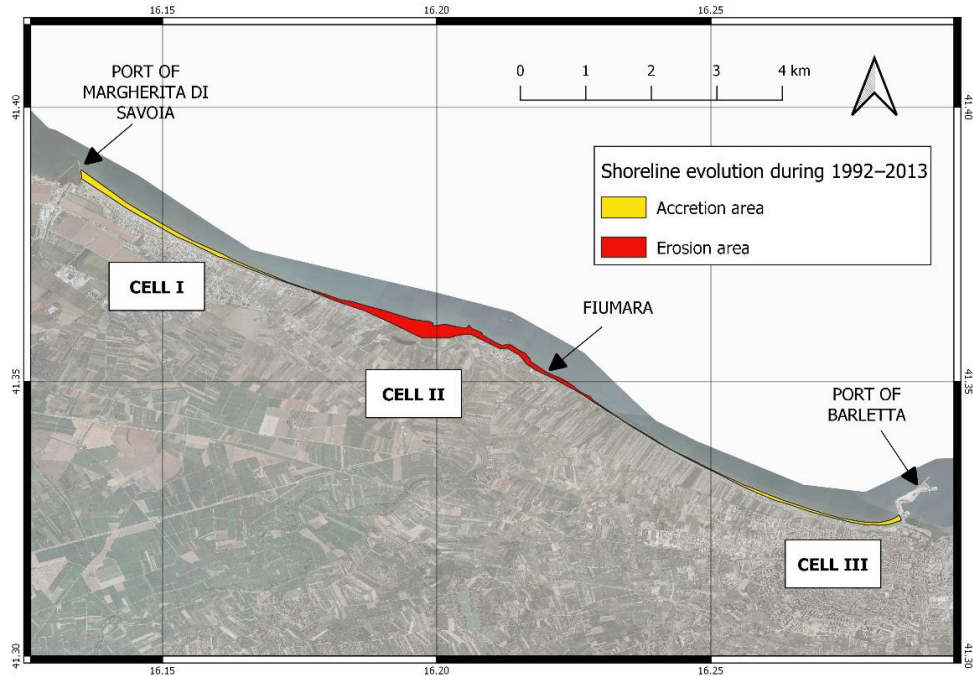 16.15 16.20 16.25
PORT OF
MARGHERITA DI
SAVOIA
0 1 2 3 4 km
41.40 41.40
Shoreline evolution during 1992–2013
Accretion area
Erosion area
CELL I
FIUMARA
41.35 41.35
CELL II
PORT OF
BARLETTA
CELL III
41.30 41.30
16.15 16.20 16.25